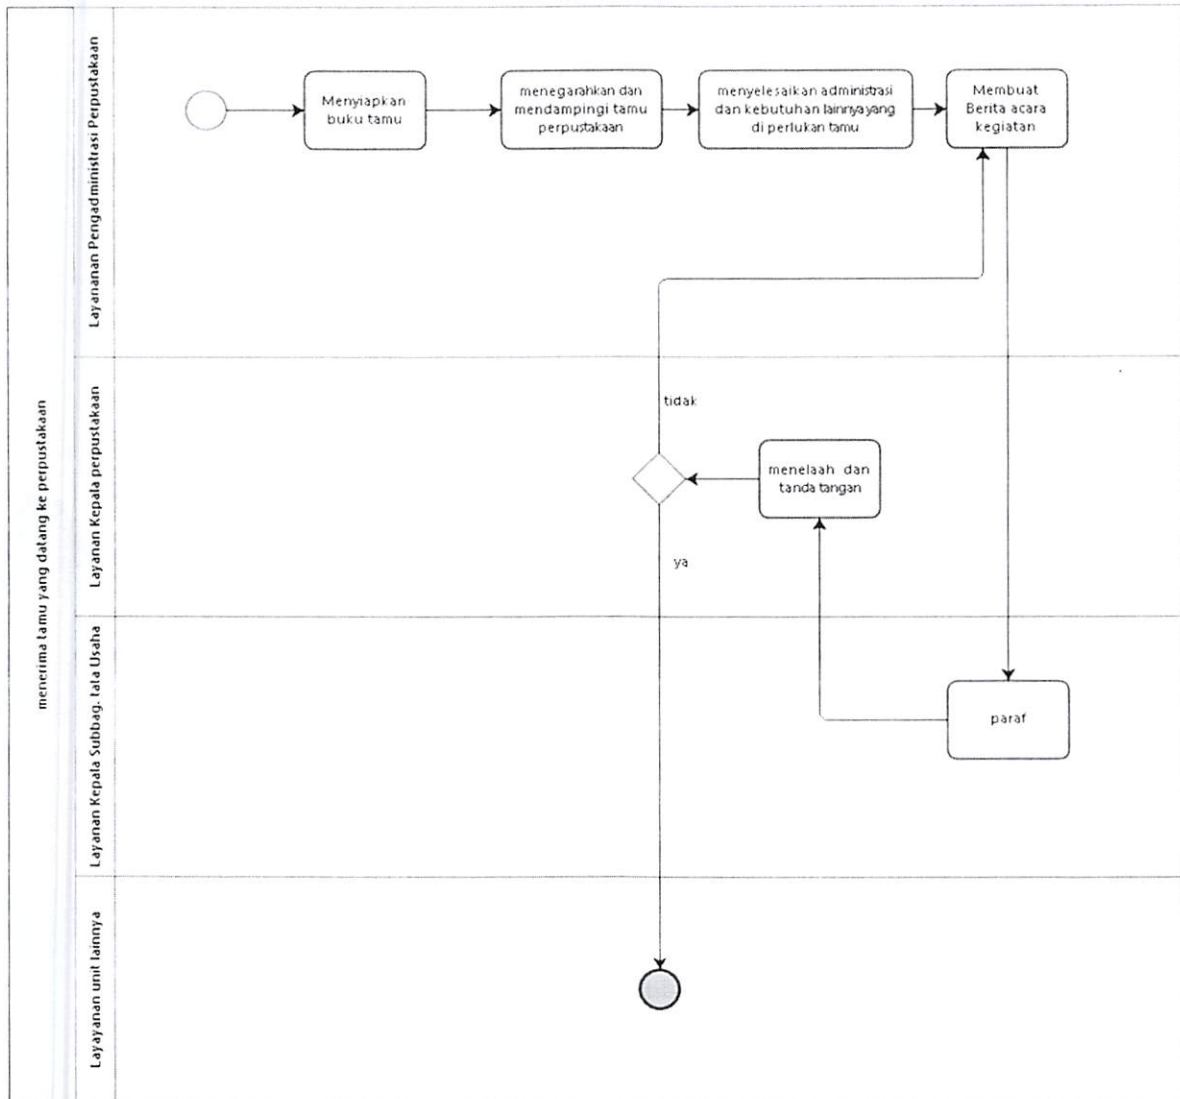 menerima tamu yang datang ke perpustakaan
Layananan Pengadministrasi Perpustakaan
Menyiapkan
buku tamu
menegarahkan dan
mendampingi tamu
perpustakaan
menyelesaikan administrasi
dan kebutuhan lainnya yang
di perlukan tamu
Membuat
Berita acara
kegiatan
Layanan Kepala perpustakaan
tidak
menelaah dan
tanda tangan
ya
Layanan Kepala Subbag. tata Usaha
paraf
Layayanan unit lainnya